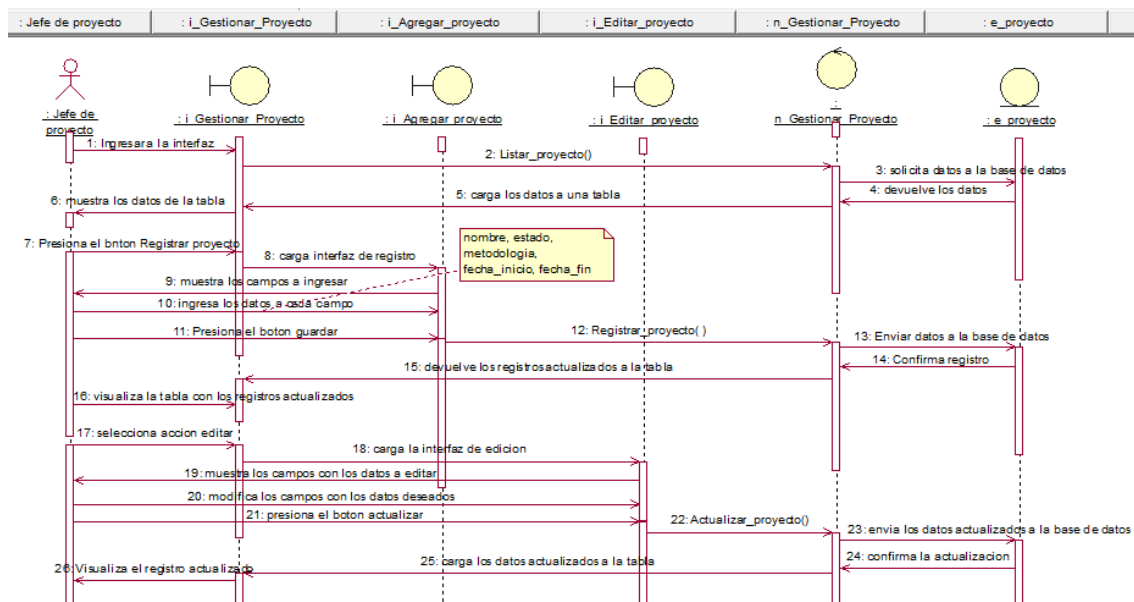 : Jefe de proyecto
: i_Gestionar_Proyecto
: i_Agregar_proyecto
: i_Editar_proyecto
: n_Gestionar_Proyecto
: e_proyecto
: Jefe de
proyecto
: i_Gestionar_Proyecto
: i_Agregar_proyecto
: i_Editar_proyecto
:
n_Gestionar_Proyecto
: e_proyecto
1: Ingresar a la interfaz
2: Listar_proyecto()
3: solicita datos a la base de datos
4: devuelve los datos
5: carga los datos a una tabla
6: muestra los datos de la tabla
7: Presiona el bnton Registrar proyecto
nombre, estado,
metodologia,
fecha_inicio, fecha_fin
8: carga interfaz de registro
9: muestra los campos a ingresar
10: ingresa los datos a cada campo
11: Presiona el boton guardar
12: Registrar_proyecto( )
13: Enviar datos a la base de datos
14: Confirma registro
15: devuelve los registros actualizados a la tabla
16: visualiza la tabla con los registros actualizados
17: selecciona accion editar
18: carga la interfaz de edicion
19: muestra los campos con los datos a editar
20: modifica los campos con los datos deseados
21: presiona el boton actualizar
22: Actualizar_proyecto()
23: envia los datos actualizados a la base de datos
24: confirma la actualizacion
25: carga los datos actualizados a la tabla
26: Visualiza el registro actualizado